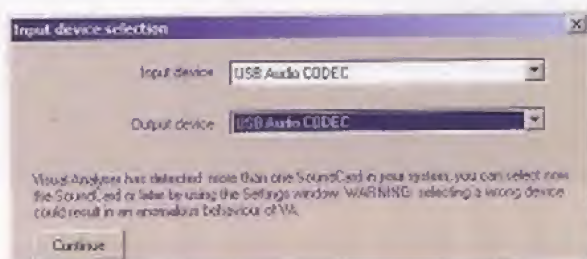 Input device selection
Input device USB Audio CODEC
Output device USB Audio CODEC
Visual Analyser has detected more than one SoundCard in your system, you can select now
the SoundCard or later by using the Settings window. WARNING: selecting a wrong device
could result in an anomalous behaviour of VA.
Continue